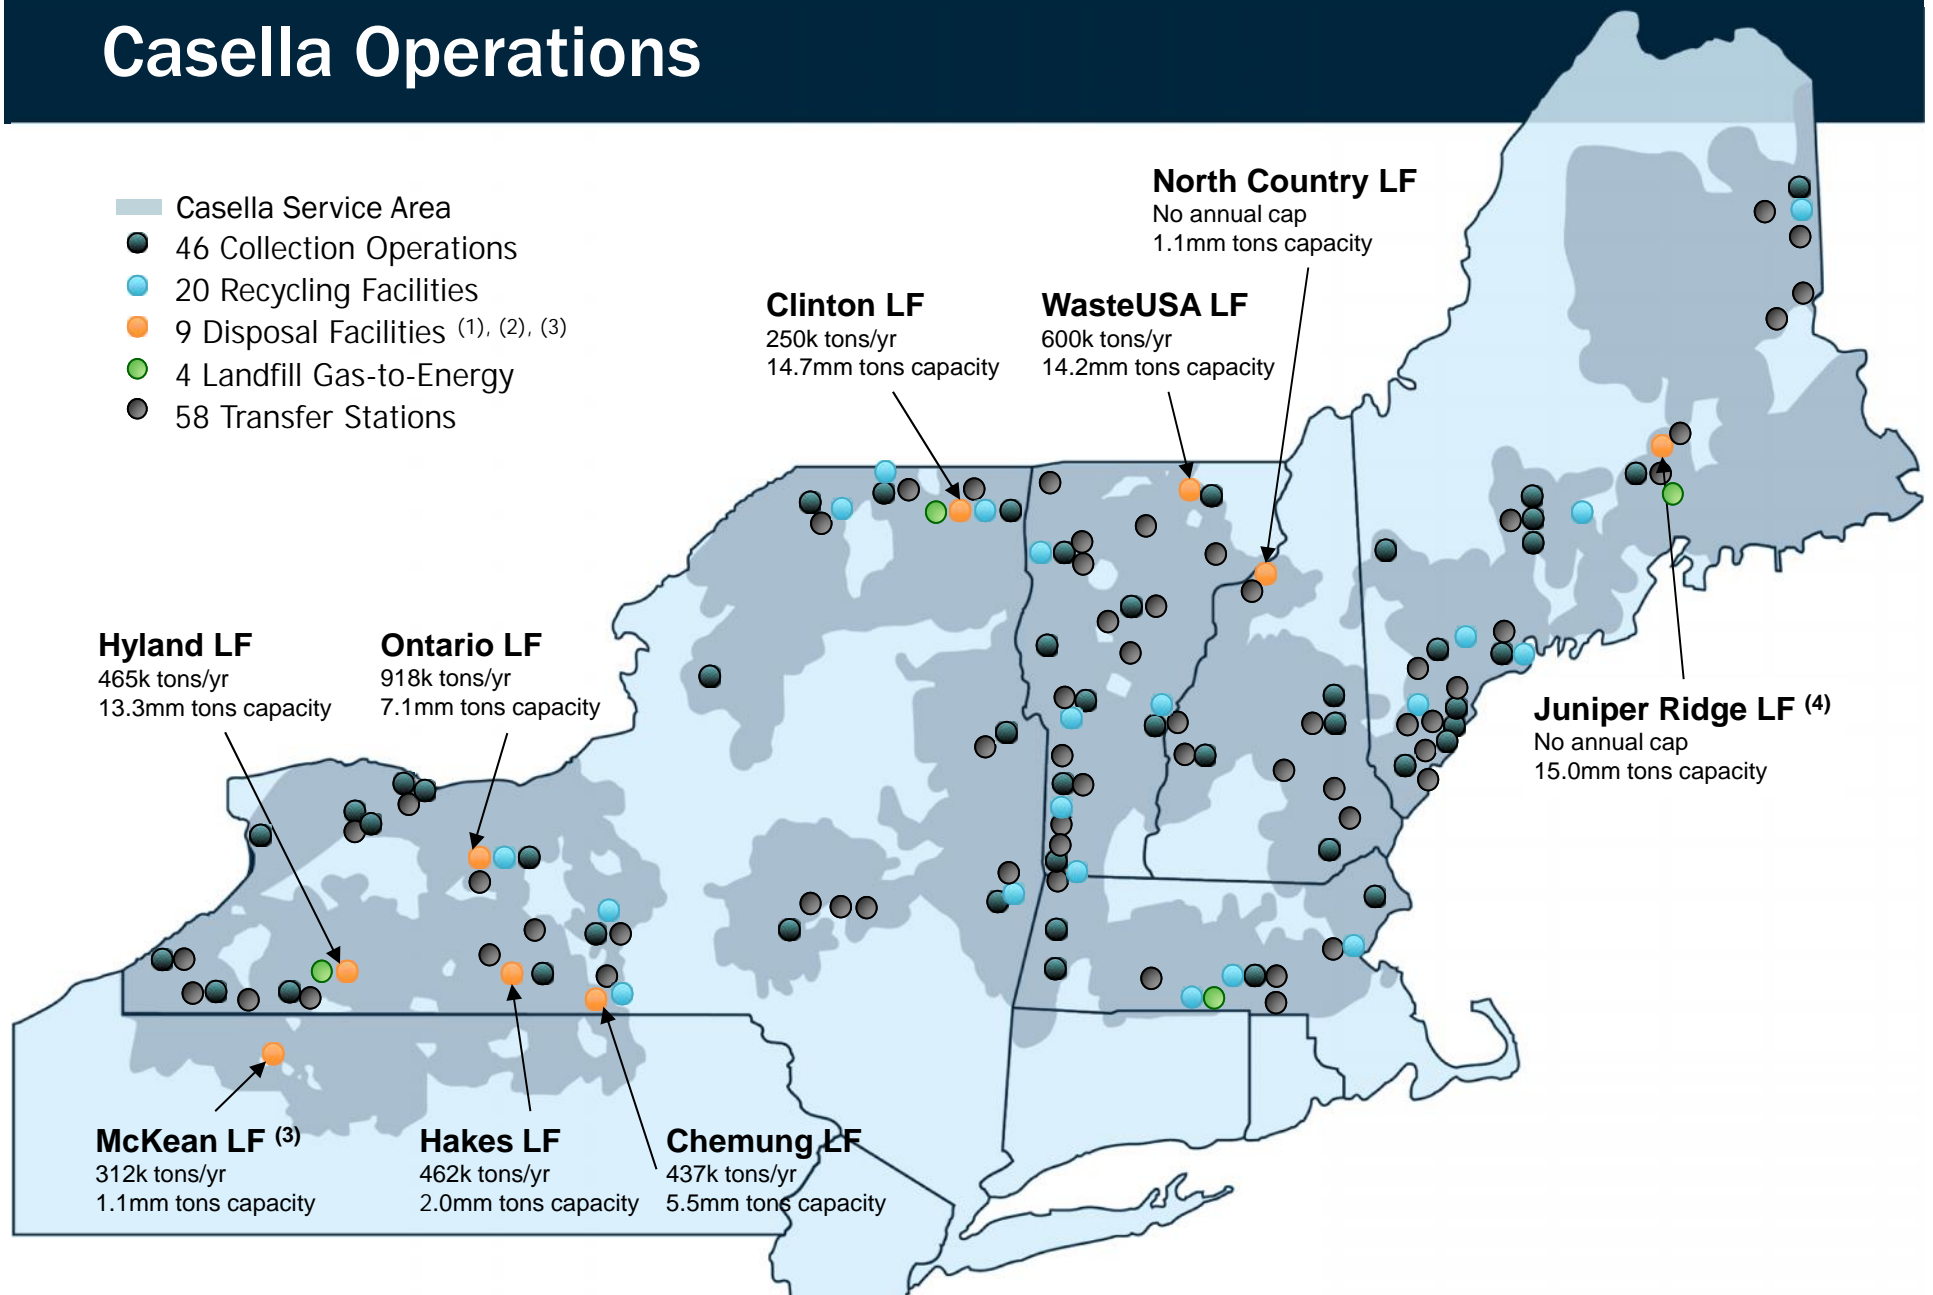 Casella Operations
Casella Service Area
46 Collection Operations
20 Recycling Facilities
9 Disposal Facilities (1), (2), (3)
4 Landfill Gas-to-Energy
58 Transfer Stations
North Country LF
No annual cap
1.1mm tons capacity
Clinton LF
250k tons/yr
14.7mm tons capacity
WasteUSA LF
600k tons/yr
14.2mm tons capacity
Hyland LF
465k tons/yr
13.3mm tons capacity
Ontario LF
918k tons/yr
7.1mm tons capacity
Juniper Ridge LF (4)
No annual cap
15.0mm tons capacity
McKean LF (3)
312k tons/yr
1.1mm tons capacity
Hakes LF
462k tons/yr
2.0mm tons capacity
Chemung LF
437k tons/yr
5.5mm tons capacity